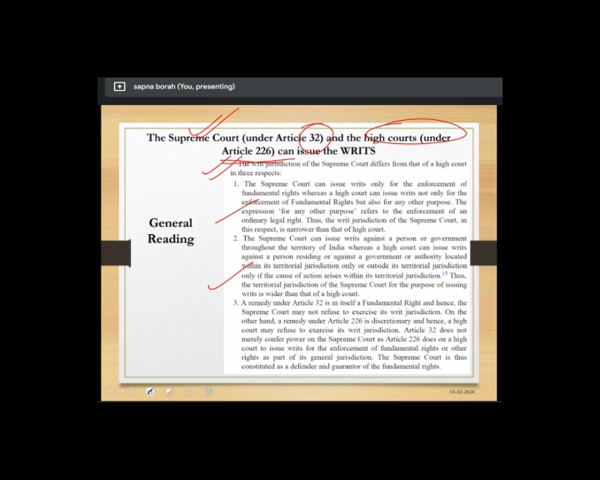 sapna borah (You, presenting)
The Supreme Court (under Article 32) and the high courts (under
Article 226) can issue the WRITS
The writ jurisdiction of the Supreme Court differs from that of a high court
in three respects:
1. The Supreme Court can issue writs only for the enforcement of
fundamental rights whereas a high court can issue writs not only for the
enforcement of Fundamental Rights but also for any other purpose. The
expression ‘for any other purpose’ refers to the enforcement of an
ordinary legal right. Thus, the writ jurisdiction of the Supreme Court, in
this respect, is narrower than that of high court.
General
Reading
2. The Supreme Court can issue writs against a person or government
throughout the territory of India whereas a high court can issue writs
against a person residing or against a government or authority located
within its territorial jurisdiction only or outside its territorial jurisdiction
only if the cause of action arises within its territorial jurisdiction.15 Thus,
the territorial jurisdiction of the Supreme Court for the purpose of issuing
writs is wider than that of a high court.
3. A remedy under Article 32 is in itself a Fundamental Right and hence, the
Supreme Court may not refuse to exercise its writ jurisdiction. On the
other hand, a remedy under Article 226 is discretionary and hence, a high
court may refuse to exercise its writ jurisdiction. Article 32 does not
merely confer power on the Supreme Court as Article 226 does on a high
court to issue writs for the enforcement of fundamental rights or other
rights as part of its general jurisdiction. The Supreme Court is thus
constituted as a defender and guarantor of the fundamental rights.
05-02-2024